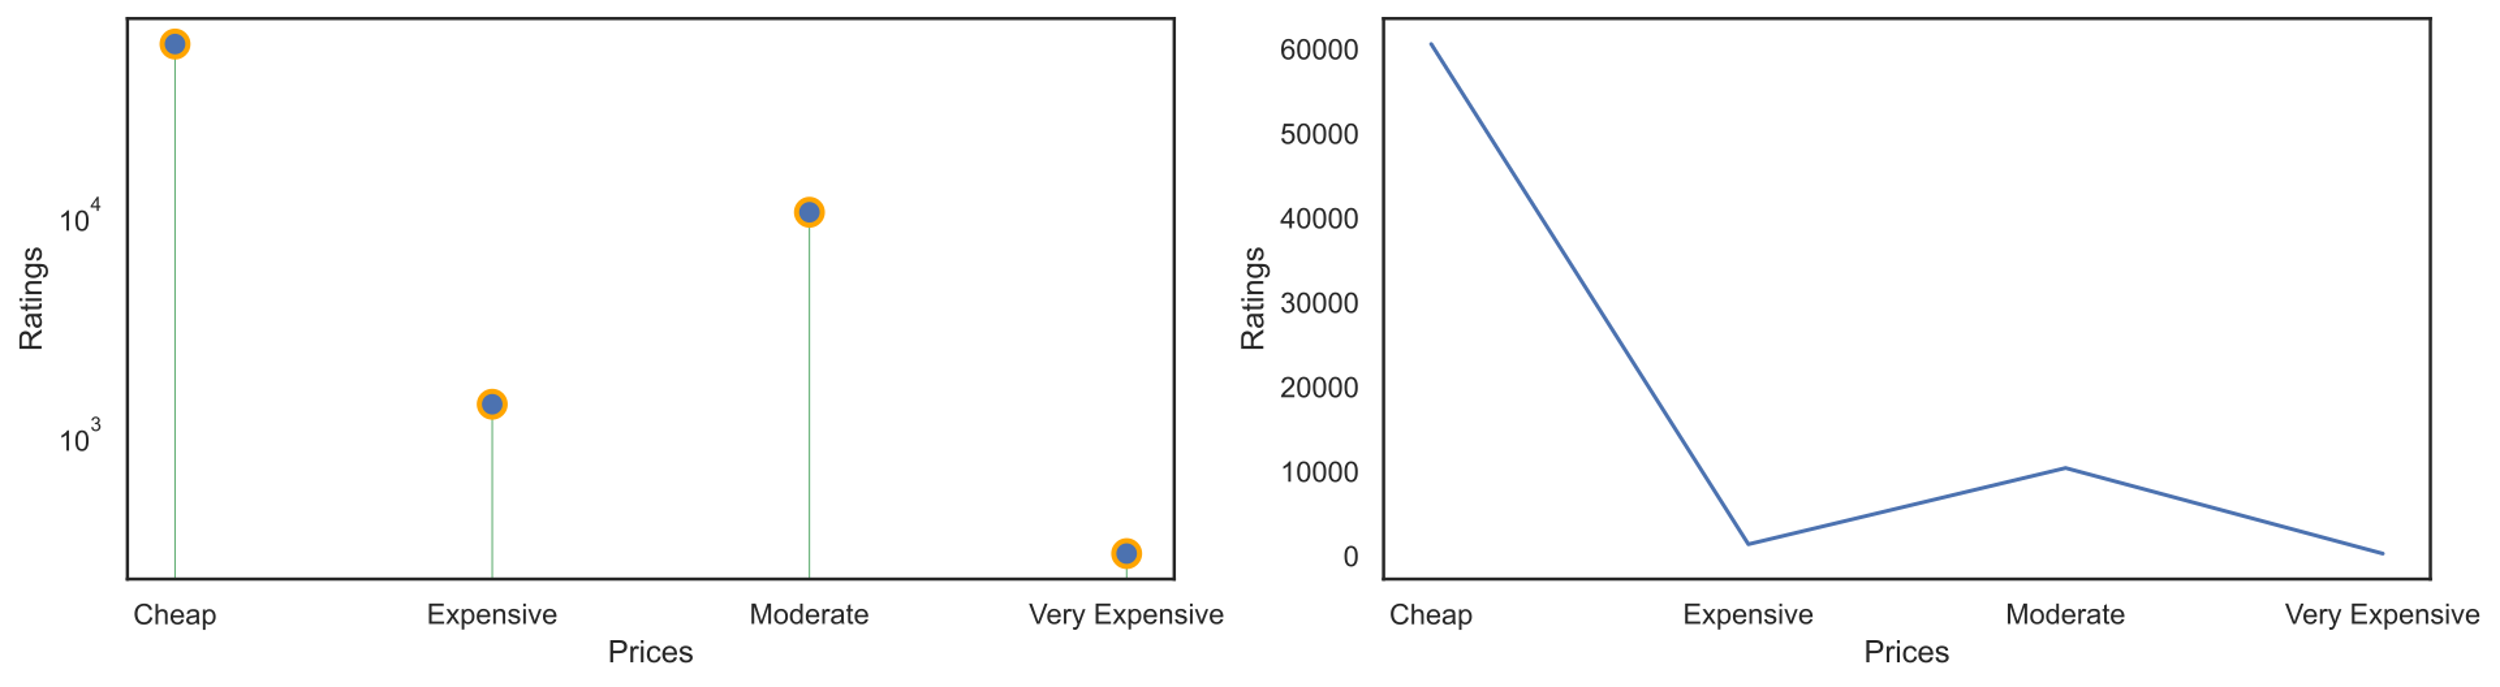 Ratings
10^4
10^3
Cheap Expensive Moderate Very Expensive
Prices
Ratings
60000
50000
40000
30000
20000
10000
0
Cheap Expensive Moderate Very Expensive
Prices